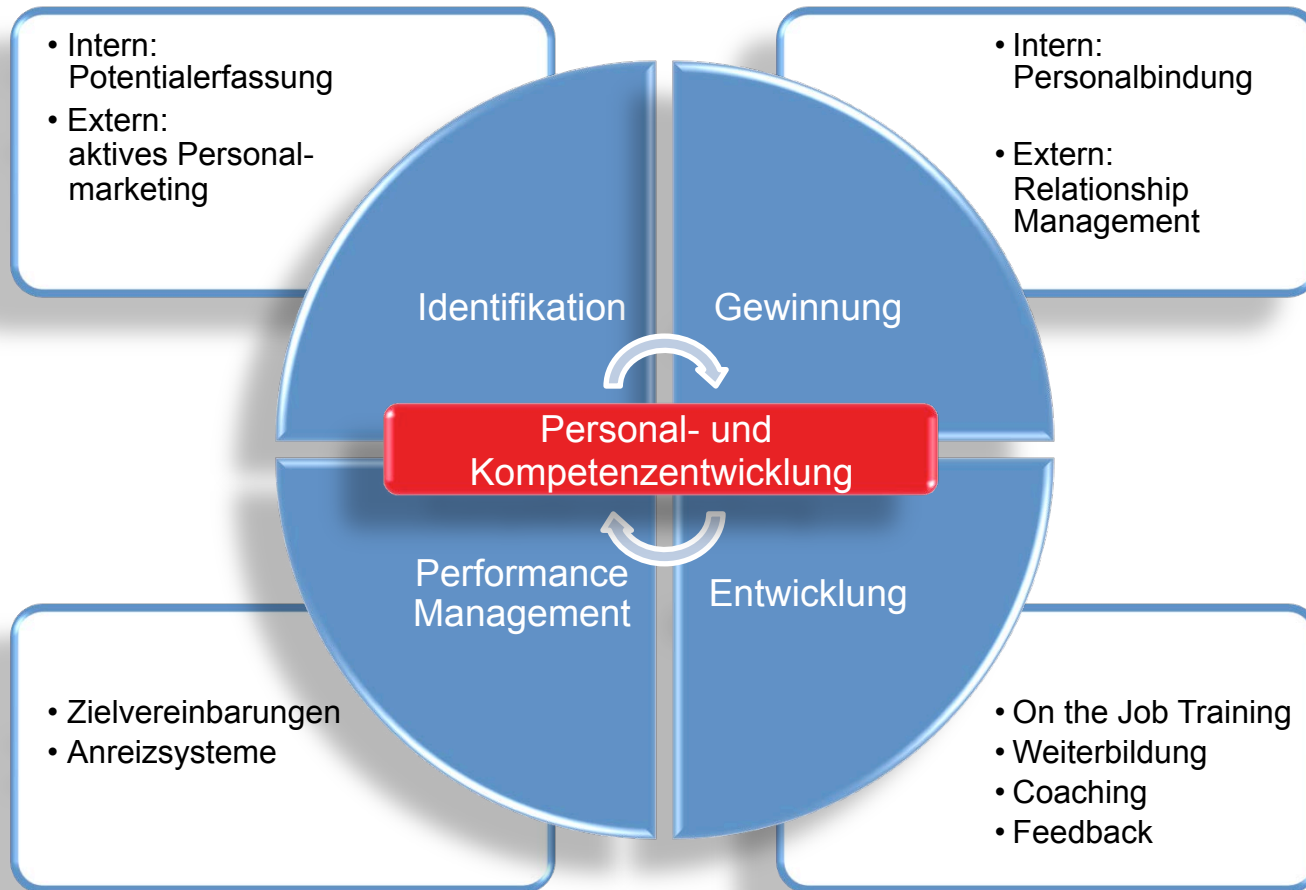 • Intern:
Potentialerfassung
• Extern:
aktives Personal-
marketing
• Intern:
Personalbindung
• Extern:
Relationship
Management
Identifikation
Gewinnung
Personal- und
Kompetenzentwicklung
Performance
Management
Entwicklung
• Zielvereinbarungen
• Anreizsysteme
• On the Job Training
• Weiterbildung
• Coaching
• Feedback